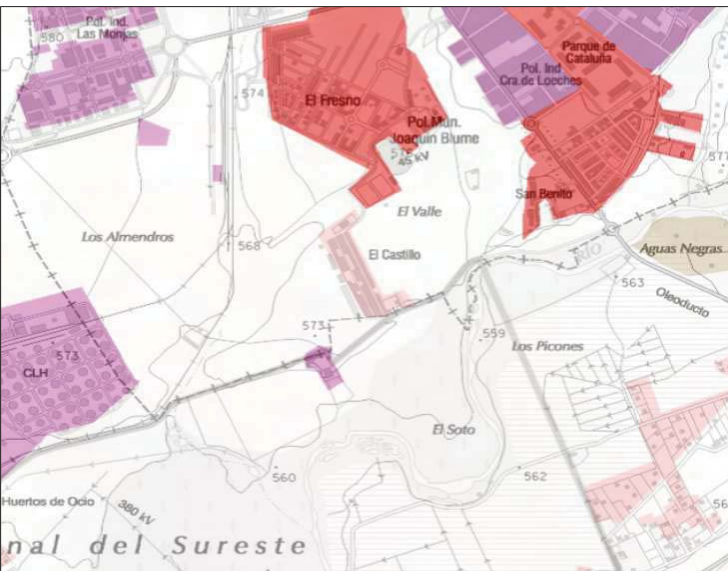 Pol. Ind.
Las Monjas
580
Parque de
Cataluña
Pol. Ind
Cra de Loeches
574
El Fresno
Pol. Mun.
Joaquín Blume
45 kV
577
San Benito
El Valle
Los Almendros
568
El Castillo
RÍO
Aguas Negras
563
Oleoducto
573
559
Los Picones
573
CLH
El Soto
560
562
Huertos de Ocio
380 kV
56
nal del Sureste